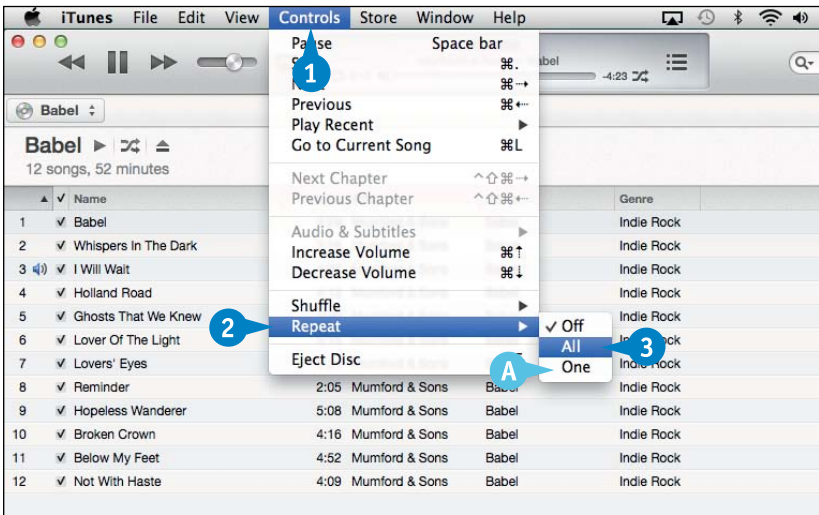 iTunes File Edit View Controls Store Window Help
Pause Space bar
1
⌘.
-4:23
⌘→
Babel
Previous ⌘←
Play Recent
Babel
Go to Current Song ⌘L
12 songs, 52 minutes
Next Chapter ^⇧⌘→
Previous Chapter ^⇧⌘←
✓ Name Genre
1 ✓ Babel Indie Rock
Audio & Subtitles
2 ✓ Whispers In The Dark Indie Rock
Increase Volume ⌘↑
3 ✓ I Will Wait Indie Rock
Decrease Volume ⌘↓
4 ✓ Holland Road Indie Rock
Shuffle
5 ✓ Ghosts That We Knew Indie Rock
2 Repeat ✓ Off
6 ✓ Lover Of The Light Indie Rock
All 3
7 ✓ Lovers' Eyes
Eject Disc
A One
8 ✓ Reminder 2:05 Mumford & Sons Indie Rock
9 ✓ Hopeless Wanderer 5:08 Mumford & Sons Babel Indie Rock
10 ✓ Broken Crown 4:16 Mumford & Sons Babel Indie Rock
11 ✓ Below My Feet 4:52 Mumford & Sons Babel Indie Rock
12 ✓ Not With Haste 4:09 Mumford & Sons Babel Indie Rock